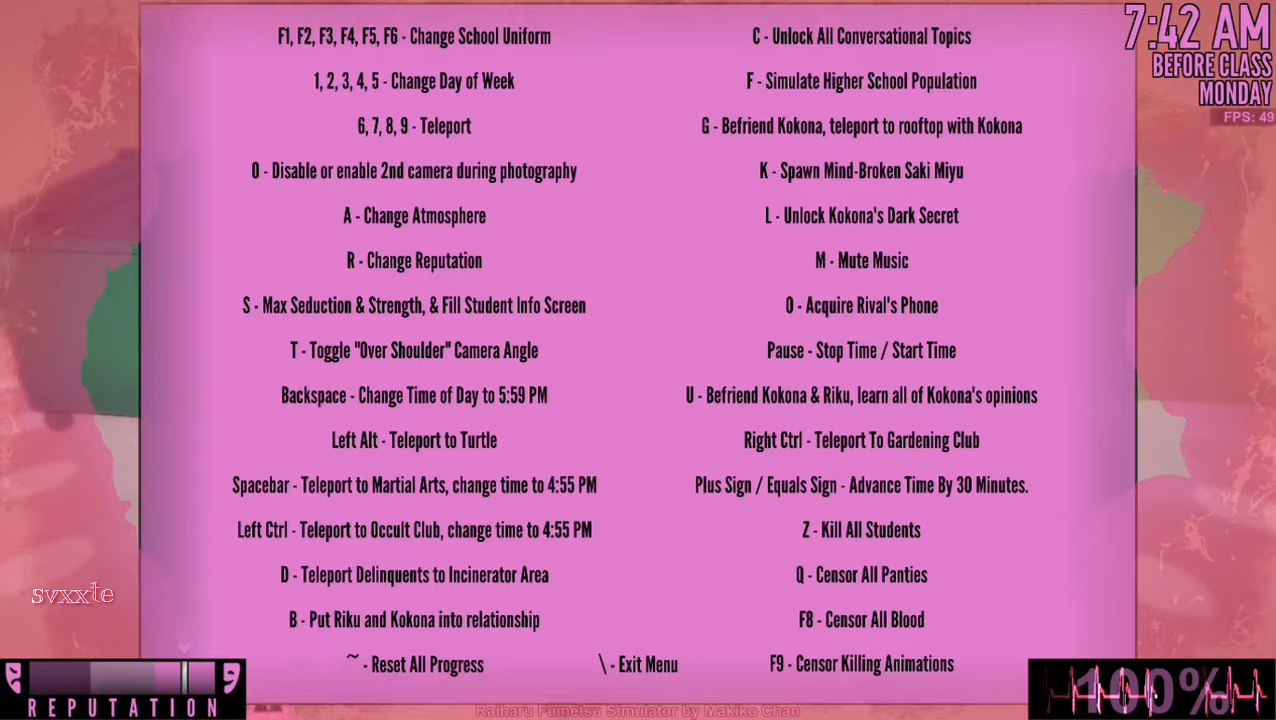 F1, F2, F3, F4, F5, F6 - Change School Uniform
1, 2, 3, 4, 5 - Change Day of Week
6, 7, 8, 9 - Teleport
0 - Disable or enable 2nd camera during photography
A - Change Atmosphere
R - Change Reputation
S - Max Seduction & Strength, & Fill Student Info Screen
T - Toggle "Over Shoulder" Camera Angle
Backspace - Change Time of Day to 5:59 PM
Left Alt - Teleport to Turtle
Spacebar - Teleport to Martial Arts, change time to 4:55 PM
Left Ctrl - Teleport to Occult Club, change time to 4:55 PM
D - Teleport Delinquents to Incinerator Area
B - Put Riku and Kokona into relationship
~ - Reset All Progress
\ - Exit Menu
C - Unlock All Conversational Topics
F - Simulate Higher School Population
G - Befriend Kokona, teleport to rooftop with Kokona
K - Spawn Mind-Broken Saki Miyu
L - Unlock Kokona's Dark Secret
M - Mute Music
O - Acquire Rival's Phone
Pause - Stop Time / Start Time
U - Befriend Kokona & Riku, learn all of Kokona's opinions
Right Ctrl - Teleport To Gardening Club
Plus Sign / Equals Sign - Advance Time By 30 Minutes.
Z - Kill All Students
Q - Censor All Panties
F8 - Censor All Blood
F9 - Censor Killing Animations
7:42 AM
BEFORE CLASS
MONDAY
FPS: 49
svxxte
REPUTATION
100%
Raibaru Fumetsu Simulator by Makiko Chan